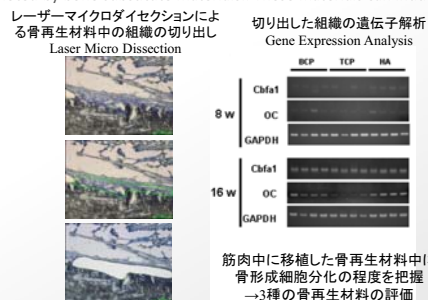 レーザーマイクロダイセクションによ
る骨再生材料中の組織の切り出し
Laser Micro Dissection
切り出した組織の遺伝子解析
Gene Expression Analysis
BCP TCP HA
8 w
Cbfa1
OC
GAPDH
16 w
Cbfa1
OC
GAPDH
筋肉中に移植した骨再生材料中に
骨形成細胞分化の程度を把握
→3種の骨再生材料の評価